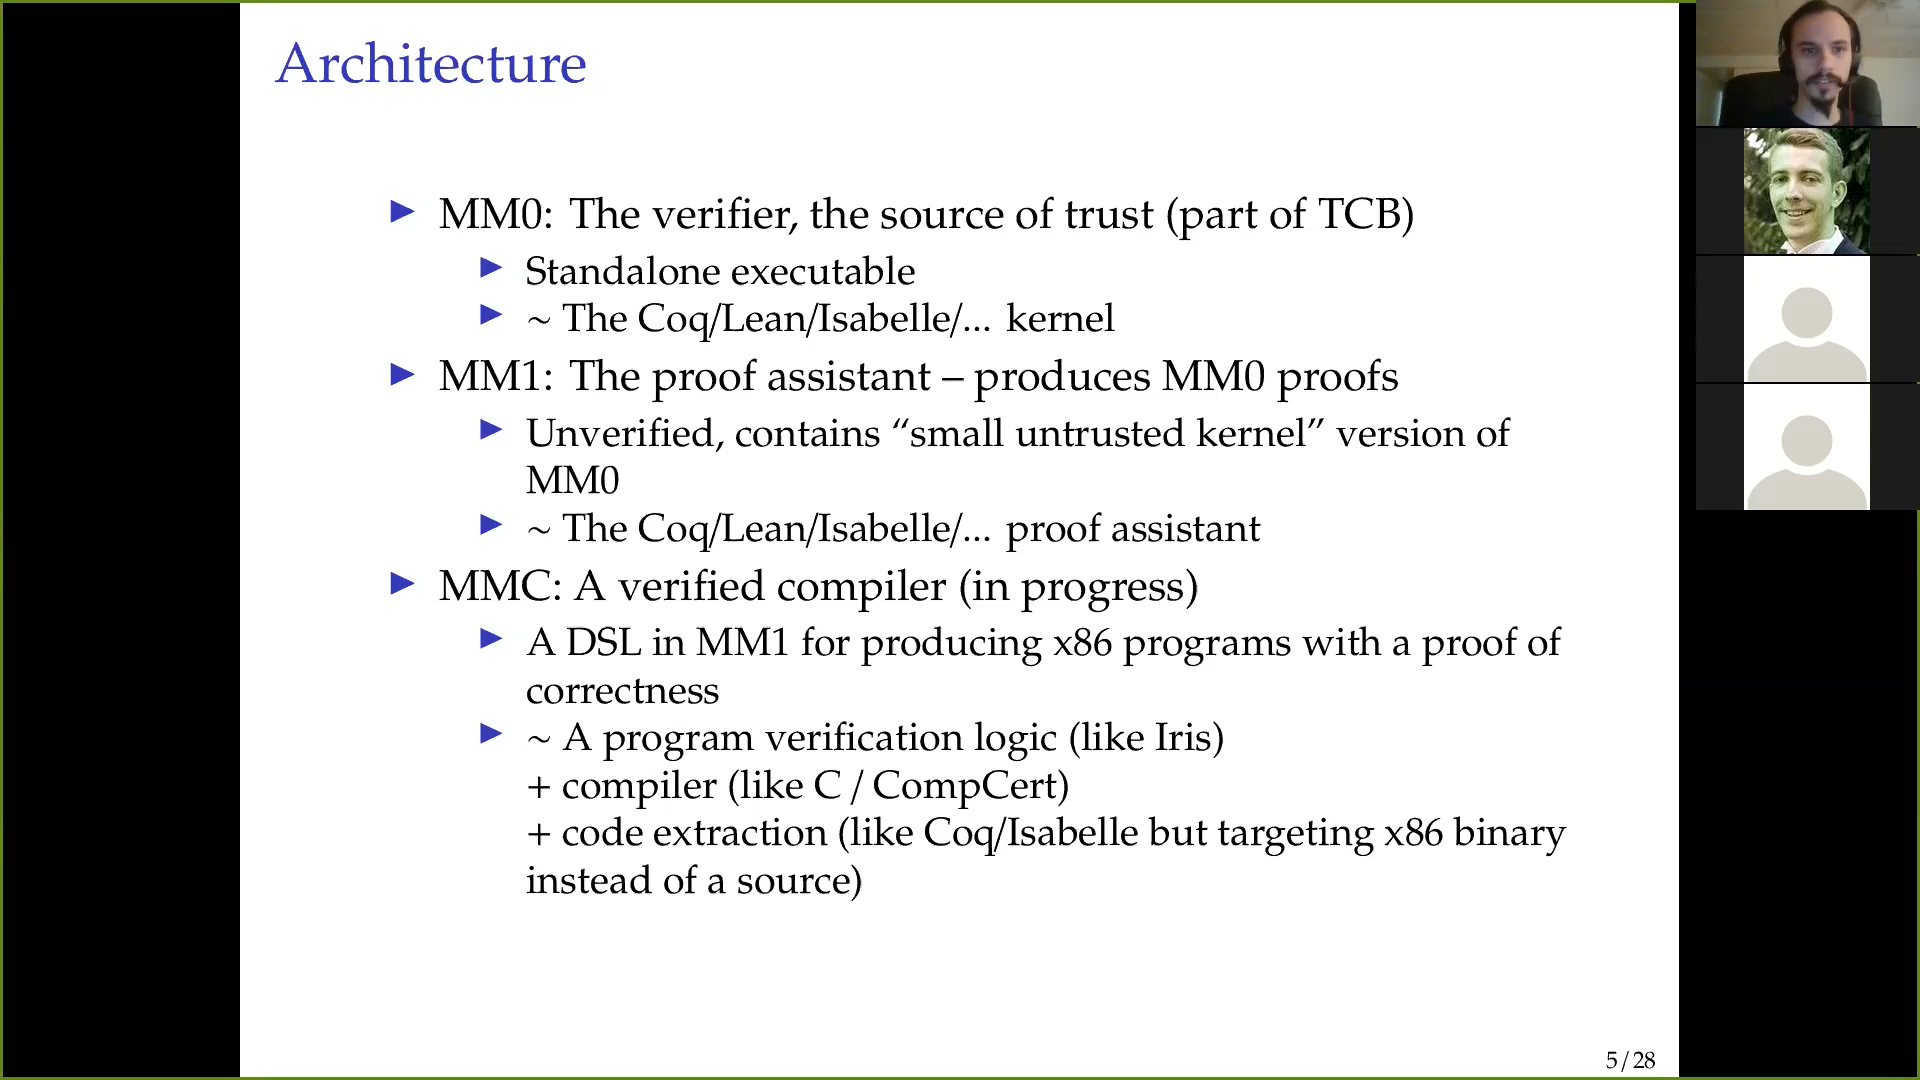 Architecture
MM0: The verifier, the source of trust (part of TCB)
Standalone executable
~ The Coq/Lean/Isabelle/... kernel
MM1: The proof assistant – produces MM0 proofs
Unverified, contains “small untrusted kernel” version of
MM0
~ The Coq/Lean/Isabelle/... proof assistant
MMC: A verified compiler (in progress)
A DSL in MM1 for producing x86 programs with a proof of
correctness
~ A program verification logic (like Iris)
+ compiler (like C / CompCert)
+ code extraction (like Coq/Isabelle but targeting x86 binary
instead of a source)
5 / 28